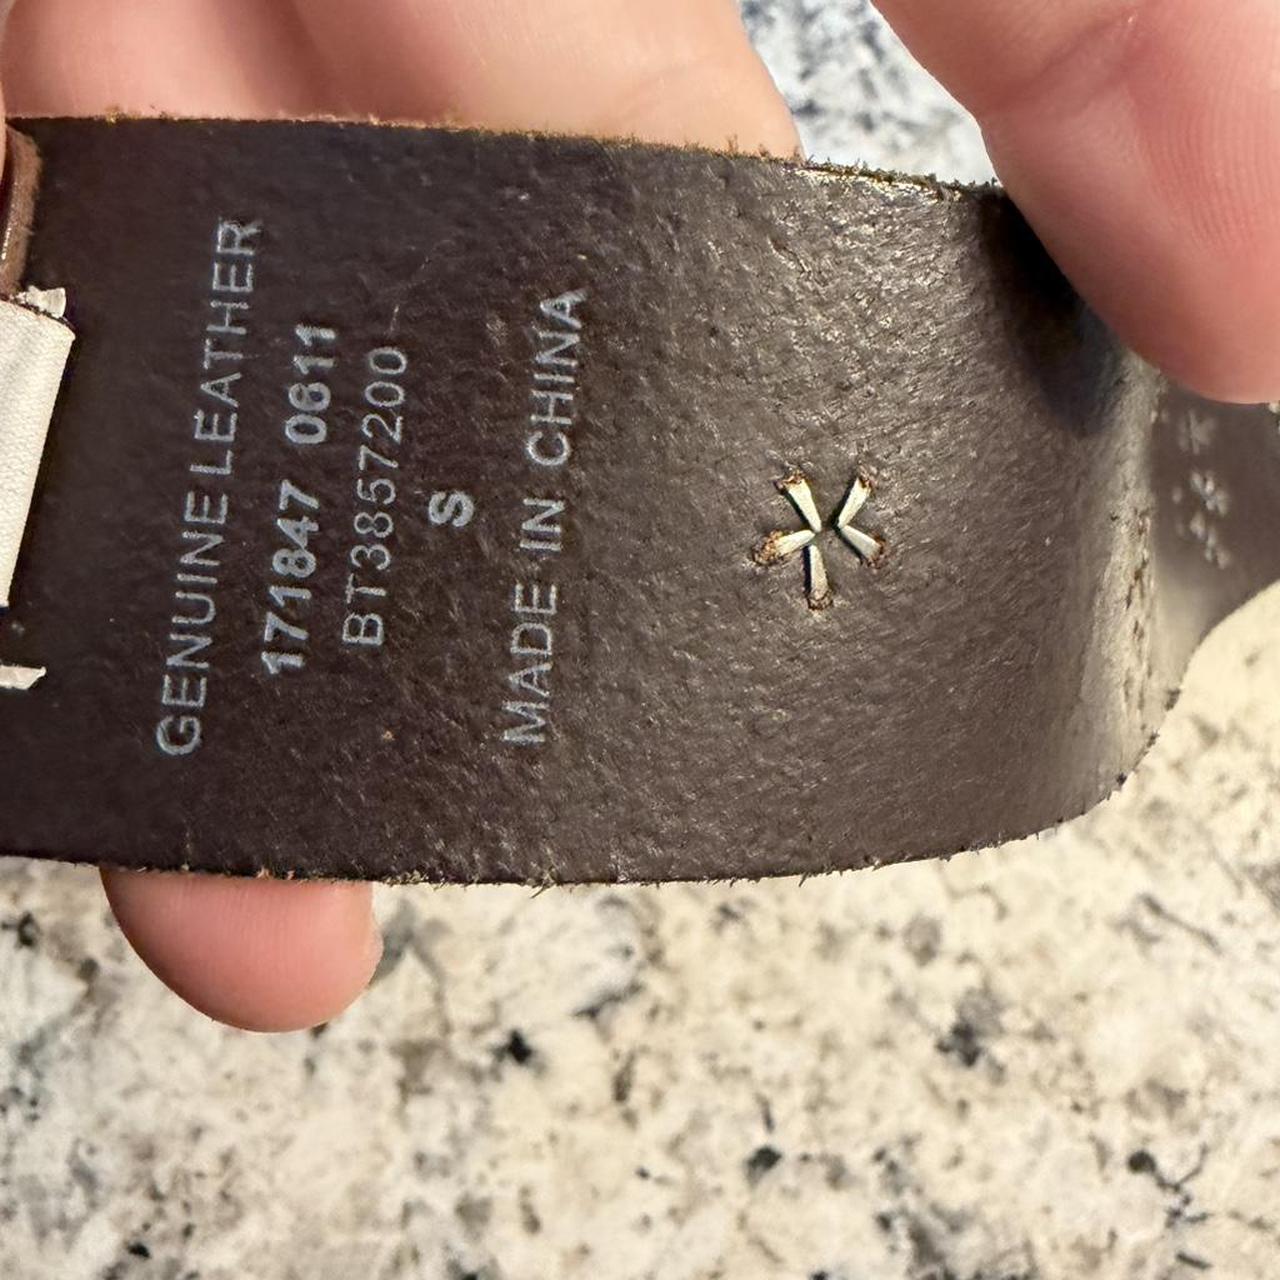 GENUINE LEATHER
171847 0611
BT3857200
S
MADE IN CHINA